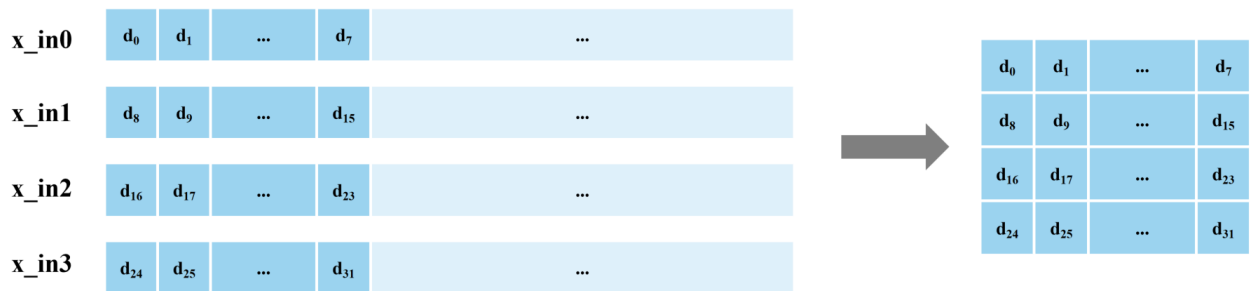 x_in0 d₀ d₁ ... d₇ ...
x_in1 d₈ d₉ ... d₁₅ ...
x_in2 d₁₆ d₁₇ ... d₂₃ ...
x_in3 d₂₄ d₂₅ ... d₃₁ ...
d₀ d₁ ... d₇
d₈ d₉ ... d₁₅
d₁₆ d₁₇ ... d₂₃
d₂₄ d₂₅ ... d₃₁